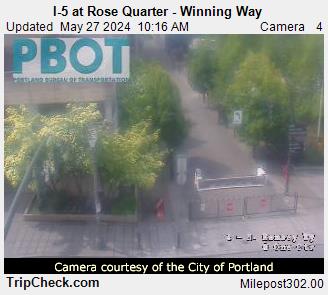 I-5 at Rose Quarter - Winning Way
Updated May 27 2024 10:16 AM Camera 4
PBOT
PORTLAND BUREAU OF TRANSPORTATION
Camera courtesy of the City of Portland
TripCheck.com Milepost302.00